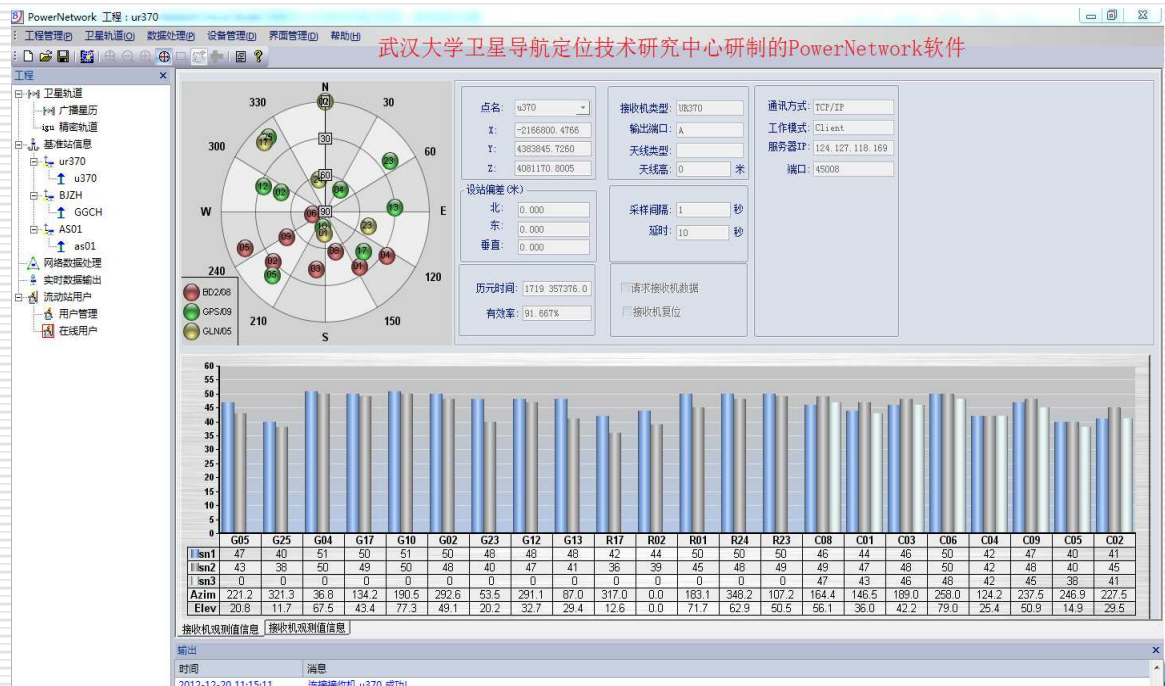 PowerNetwork 工程 : ur370
工程管理(P) 卫星轨道(O) 数据处理(P) 设备管理(D) 界面管理(D) 帮助(H)
武汉大学卫星导航定位技术研究中心研制的PowerNetwork软件
工程
卫星轨道
广播星历
igu 精密轨道
基准站信息
ur370
u370
BJZH
GGCH
AS01
as01
网络数据处理
实时数据输出
流动站用户
用户管理
在线用户
N
330 30
300 60
W E
240 120
210 150
S
30
60
90
BD2/08
GPS/09
GLN/05
点名: u370
X: -2166800.4766
Y: 4383845.7260
Z: 4081170.8005
设站偏差(米)
北: 0.000
东: 0.000
垂直: 0.000
历元时间: 1719 357376.0
有效率: 91.667%
接收机类型: UR370
输出端口: A
天线类型:
天线高: 0 米
采样间隔: 1 秒
延时: 10 秒
请求接收机数据
接收机复位
通讯方式: TCP/IP
工作模式: Client
服务器IP: 124.127.118.169
端口: 45008
60
55
50
45
40
35
30
25
20
15
10
5
0
G05 G25 G04 G17 G10 G02 G23 G12 G13 R17 R02 R01 R24 R23 C08 C01 C03 C06 C04 C09 C05 C02
sn1 47 40 51 50 51 50 48 48 48 42 44 50 50 50 46 44 46 50 42 47 40 41
sn2 43 38 50 49 50 48 40 47 41 36 39 45 48 49 49 47 48 50 42 48 40 45
sn3 0 0 0 0 0 0 0 0 0 0 0 0 0 0 47 43 46 48 42 45 38 41
Azim 221.2 321.3 36.8 134.2 190.5 292.6 53.5 291.1 87.0 317.0 0.0 183.1 348.2 107.2 164.4 146.5 189.0 258.0 124.2 237.5 246.9 227.5
Elev 20.8 11.7 67.5 43.4 77.3 49.1 20.2 32.7 29.4 12.6 0.0 71.7 62.9 50.5 56.1 36.0 42.2 79.0 25.4 50.9 14.9 29.5
接收机观测值信息 接收机观测值信息
输出
时间 消息
2012-12-20 11:15:11 连接接收机 u370 成功!